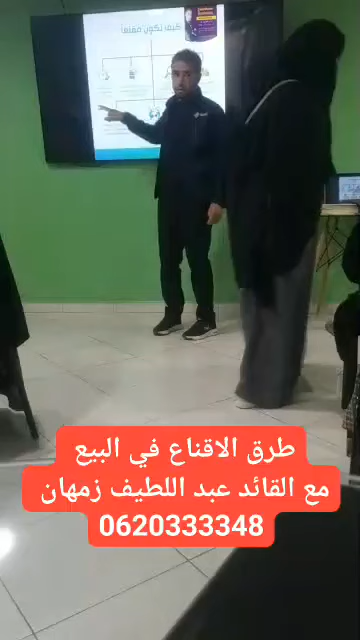 كيف تكون مقنعا
طرق الاقناع في البيع
مع القائد عبد اللطيف زمهان
0620333348